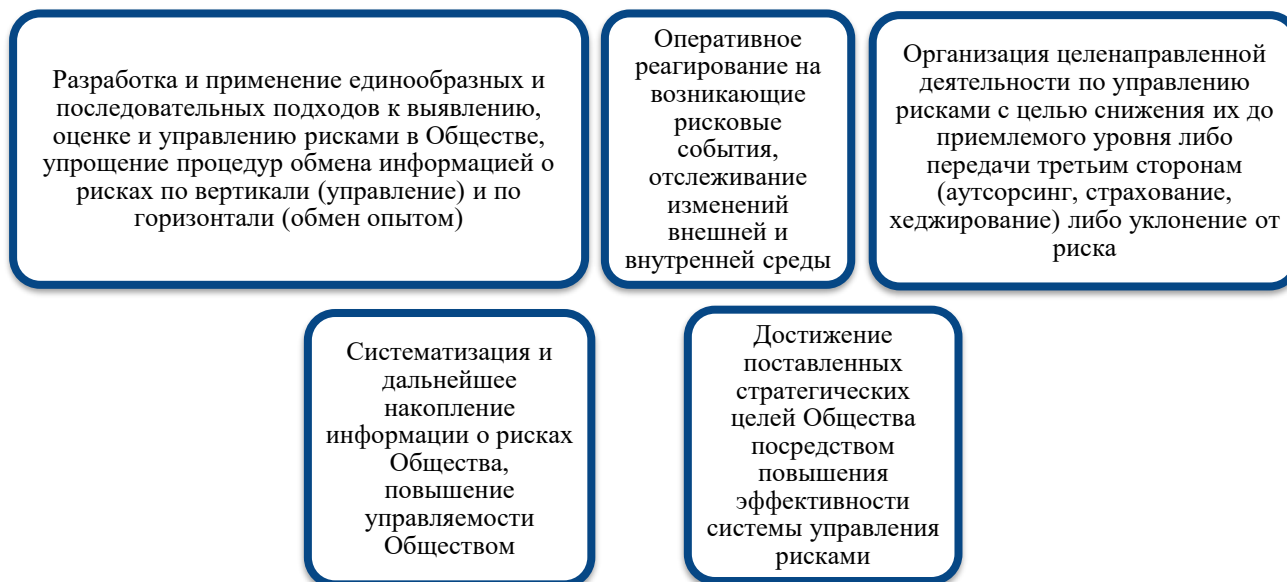 Разработка и применение единообразных и
последовательных подходов к выявлению,
оценке и управлению рисками в Обществе,
упрощение процедур обмена информацией о
рисках по вертикали (управление) и по
горизонтали (обмен опытом)
Оперативное
реагирование на
возникающие
рисковые
события,
отслеживание
изменений
внешней и
внутренней среды
Организация целенаправленной
деятельности по управлению
рисками с целью снижения их до
приемлемого уровня либо
передачи третьим сторонам
(аутсорсинг, страхование,
хеджирование) либо уклонение от
риска
Систематизация и
дальнейшее
накопление
информации о рисках
Общества,
повышение
управляемости
Обществом
Достижение
поставленных
стратегических
целей Общества
посредством
повышения
эффективности
системы управления
рисками